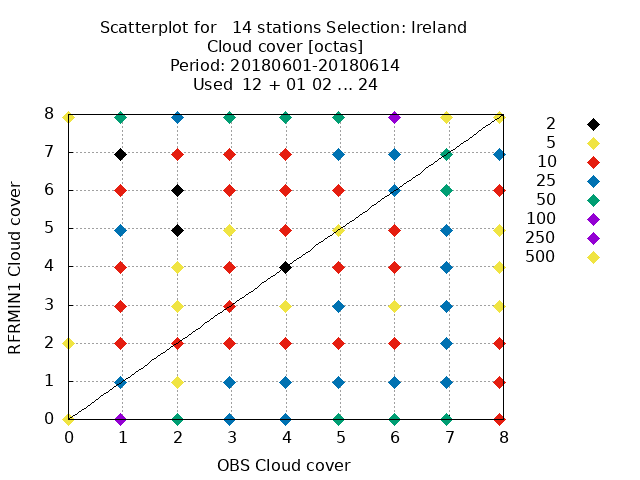 Scatterplot for 14 stations Selection: Ireland
Cloud cover [octas]
Period: 20180601-20180614
Used 12 + 01 02 ... 24
RFRMIN1 Cloud cover
8
7
6
5
4
3
2
1
0
0 1 2 3 4 5 6 7 8
OBS Cloud cover
2
5
10
25
50
100
250
500